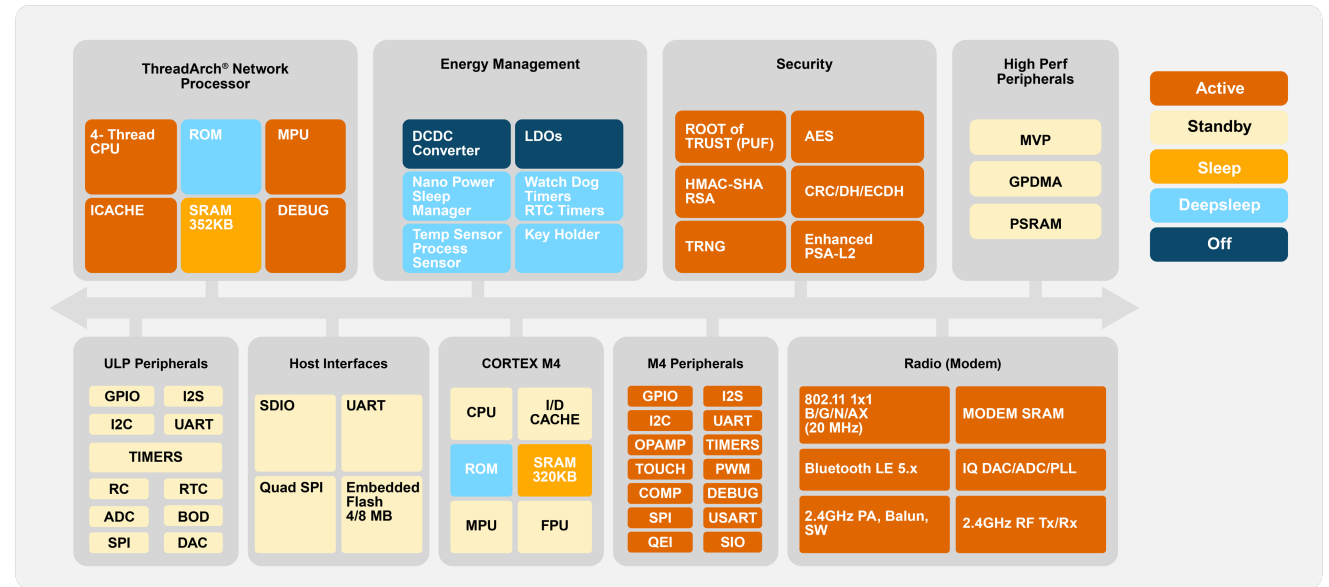 ThreadArch® Network
Processor
4- Thread
CPU
ROM
MPU
ICACHE
SRAM
352KB
DEBUG
Energy Management
DCDC
Converter
LDOs
Nano Power
Sleep
Manager
Watch Dog
Timers
RTC Timers
Temp Sensor
Process
Sensor
Key Holder
Security
ROOT of
TRUST (PUF)
AES
HMAC-SHA
RSA
CRC/DH/ECDH
TRNG
Enhanced
PSA-L2
High Perf
Peripherals
MVP
GPDMA
PSRAM
Active
Standby
Sleep
Deepsleep
Off
ULP Peripherals
GPIO
I2S
I2C
UART
TIMERS
RC
RTC
ADC
BOD
SPI
DAC
Host Interfaces
SDIO
UART
Quad SPI
Embedded
Flash
4/8 MB
CORTEX M4
CPU
I/D
CACHE
ROM
SRAM
320KB
MPU
FPU
M4 Peripherals
GPIO
I2S
I2C
UART
OPAMP
TIMERS
TOUCH
PWM
COMP
DEBUG
SPI
USART
QEI
SIO
Radio (Modem)
802.11 1x1
B/G/N/AX
(20 MHz)
MODEM SRAM
Bluetooth LE 5.x
IQ DAC/ADC/PLL
2.4GHz PA, Balun,
SW
2.4GHz RF Tx/Rx